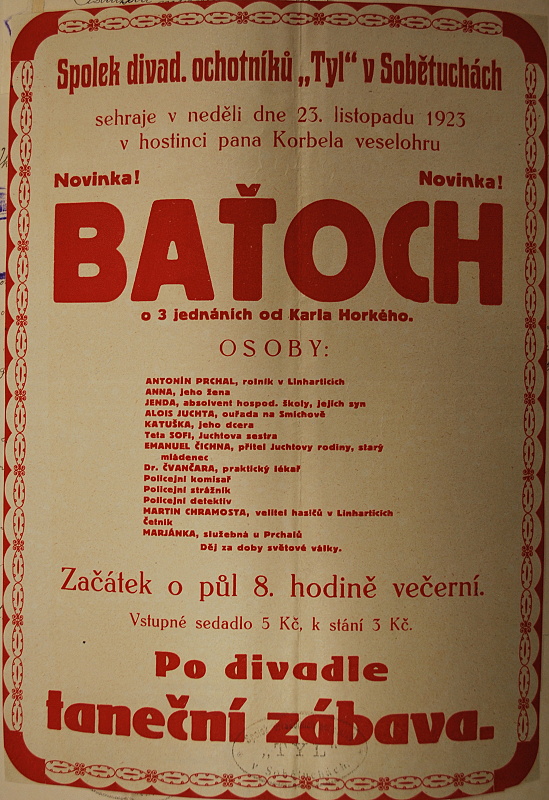 Spolek divad. ochotníků „Tyl“ v Sobětuchách
sehraje v neděli dne 23. listopadu 1923
v hostinci pana Korbela veselohru
Novinka! Novinka!
BAŤOCH
o 3 jednáních od Karla Horkého.
OSOBY:
ANTONÍN PRCHAL, rolník v Linharticích
ANNA, jeho žena
JENDA, absolvent hospod. školy, jejich syn
ALOIS JUCHTA, ouřada na Smíchově
KATUŠKA, jeho dcera
Teta SOFI, Juchtova sestra
EMANUEL ČICHNA, přítel Juchtovy rodiny, starý
mládenec
Dr. ČVANČARA, praktický lékař
Policejní komisař
Policejní strážník
Policejní detektiv
MARTIN CHRAMOSTA, velitel hasičů v Linharticích
Četník
MARJÁNKA, služebná u Prchalů
Děj za doby světové války.
Začátek o půl 8. hodině večerní.
Vstupné sedadlo 5 Kč, k stání 3 Kč.
Po divadle
taneční zábava.
„TYL“